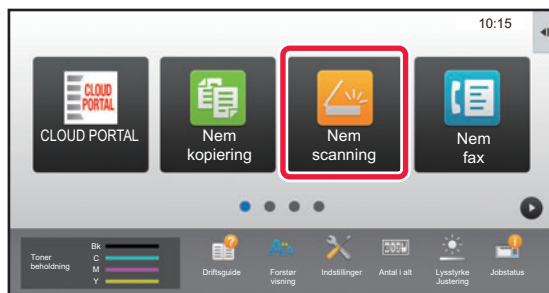 10:15
CLOUD
PORTAL
CLOUD PORTAL
Nem
kopiering
Nem
scanning
Nem
fax
Toner
beholdning
Bk
C
M
Y
Driftsguide
Forstør
visning
Indstillinger
Antal i alt
Lysstyrke
Justering
Jobstatus